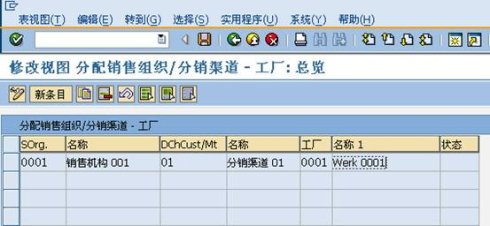 表视图(T) 编辑(E) 转到(G) 选择(S) 实用程序(U) 系统(Y) 帮助(H)
修改视图 分配销售组织/分销渠道 - 工厂: 总览
新条目
分配销售组织/分销渠道 - 工厂
SOrg. 名称 DChCust/Mt 名称 工厂 名称 1 状态
0001 销售机构 001 01 分销渠道 01 0001 Werk 0001